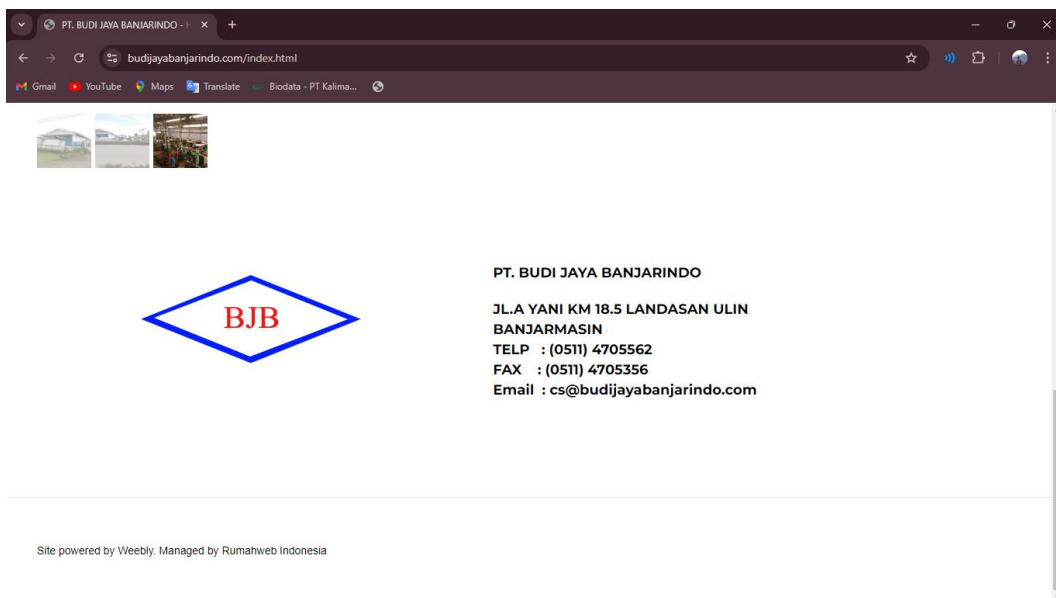 PT. BUDI JAYA BANJARINDO - H
budijayabanjarindo.com/index.html
Gmail YouTube Maps Translate Biodata - PT Kalima...
BJB
PT. BUDI JAYA BANJARINDO
JL.A YANI KM 18.5 LANDASAN ULIN
BANJARMASIN
TELP : (0511) 4705562
FAX : (0511) 4705356
Email : cs@budijayabanjarindo.com
Site powered by Weebly. Managed by Rumahweb Indonesia